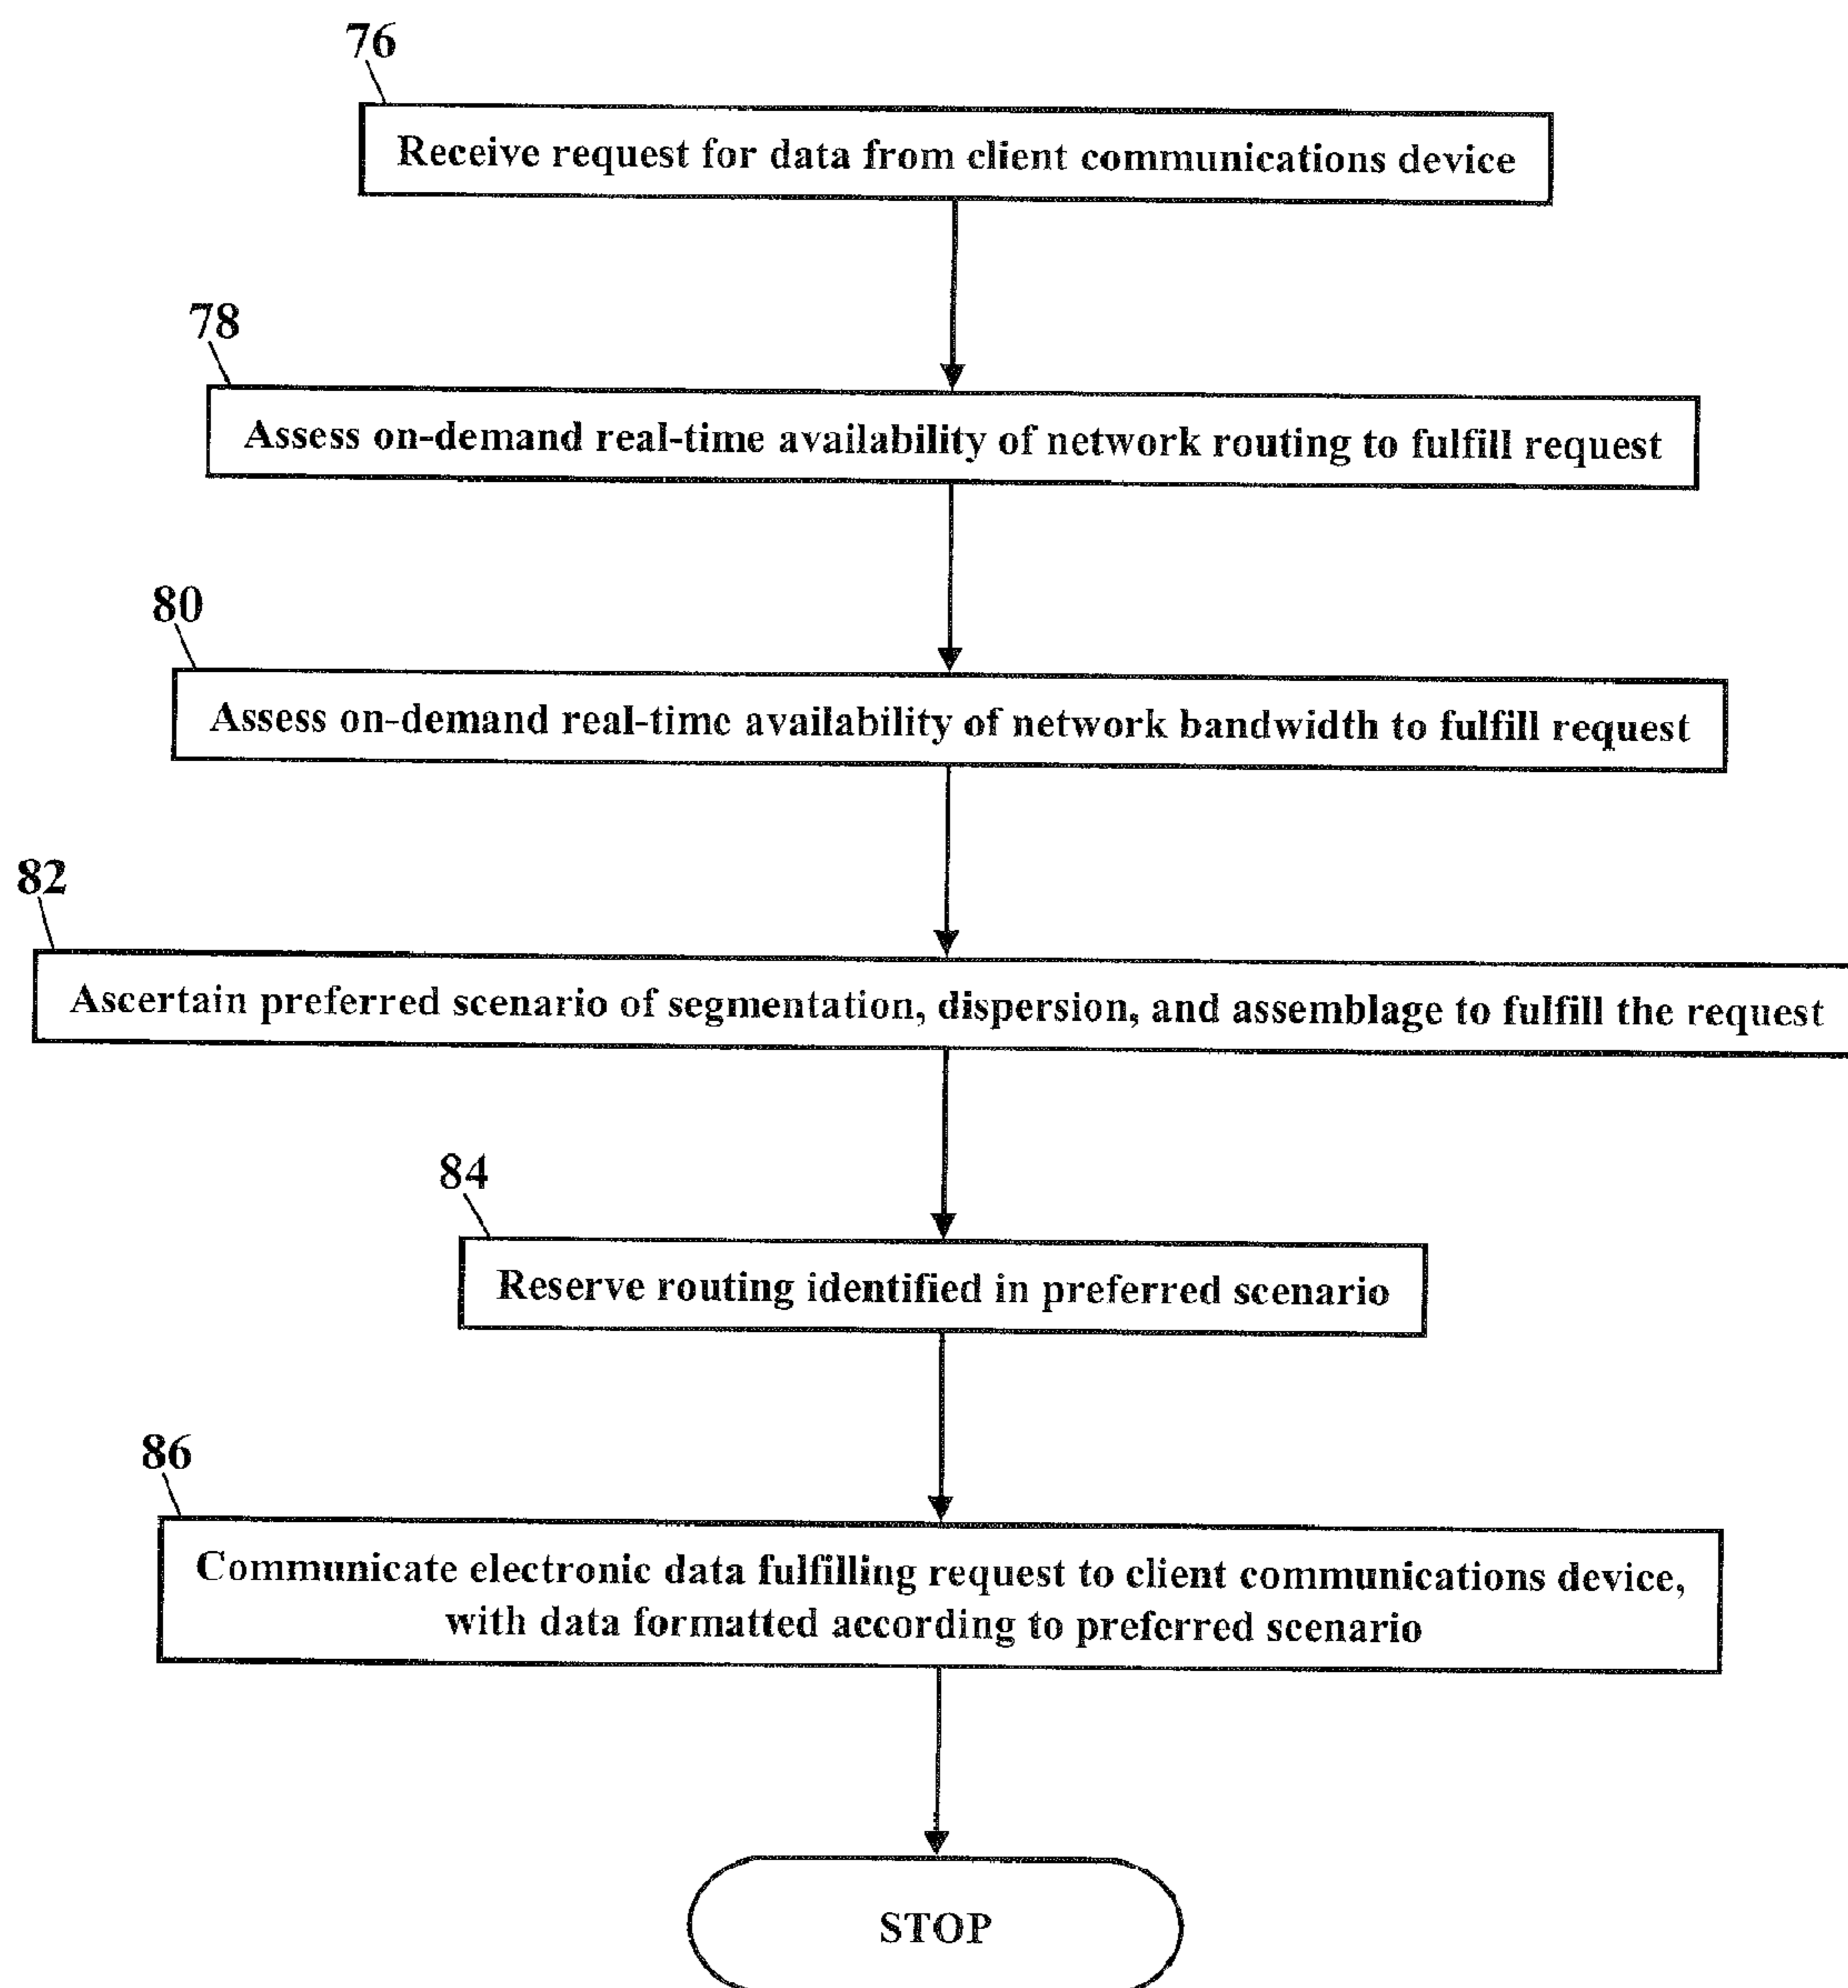 76
Receive request for data from client communications device
78
Assess on-demand real-time availability of network routing to fulfill request
80
Assess on-demand real-time availability of network bandwidth to fulfill request
82
Ascertain preferred scenario of segmentation, dispersion, and assemblage to fulfill the request
84
Reserve routing identified in preferred scenario
86
Communicate electronic data fulfilling request to client communications device,
with data formatted according to preferred scenario
STOP